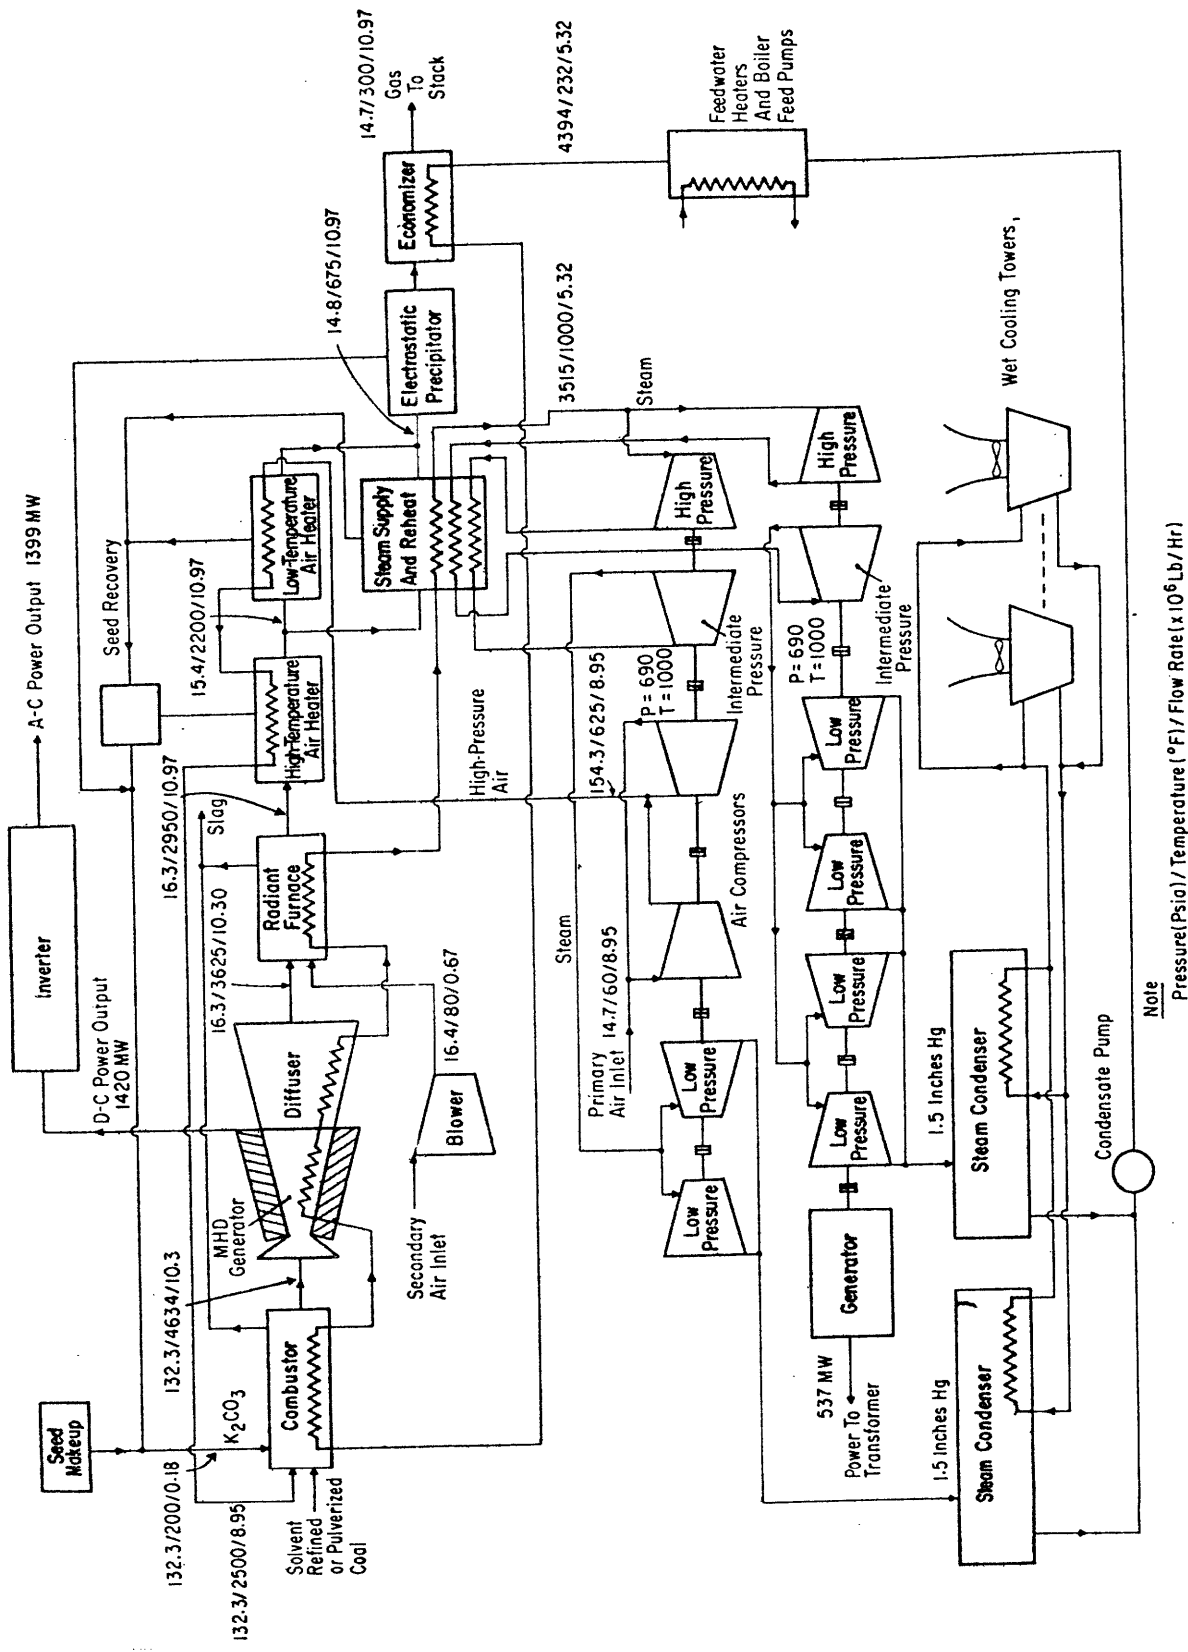 A-C Power Output 1399 MW
Inverter
D-C Power Output
1420 MW
Seed
Makeup
Seed Recovery
132.3/200/0.18
K2CO3
132.3/2500/8.95
Solvent
Refined
or Pulverized
Coal
Combustor
132.3/4634/10.3
MHD
Generator
Diffuser
Secondary
Air Inlet
Blower
16.4/80/0.67
16.3/3625/10.30
Radiant
Furnace
Slag
16.3/2950/10.97
High-Temperature
Air Heater
15.4/2200/10.97
Low-Temperature
Air Heater
Steam Supply
And Reheat
14.8/675/10.97
Electrostatic
Precipitator
Economizer
14.7/300/10.97
Gas
To
Stack
4394/232/5.32
Feedwater
Heaters
And Boiler
Feed Pumps
3515/1000/5.32
Steam
High-Pressure
Air
Steam
154.3/625/8.95
P=690
T=1000
High
Pressure
Intermediate
Pressure
Air Compressors
Primary
Air Inlet
14.7/60/8.95
Low
Pressure
Low
Pressure
High
Pressure
Intermediate
Pressure
P=690
T=1000
Low
Pressure
Low
Pressure
Low
Pressure
Low
Pressure
Generator
537 MW
Power To
Transformer
Wet Cooling Towers,
1.5 Inches Hg
Steam Condenser
1.5 Inches Hg
Steam Condenser
Condensate Pump
Note
Pressure(Psia)/Temperature(°F)/Flow Rate(x10⁶Lb/Hr)